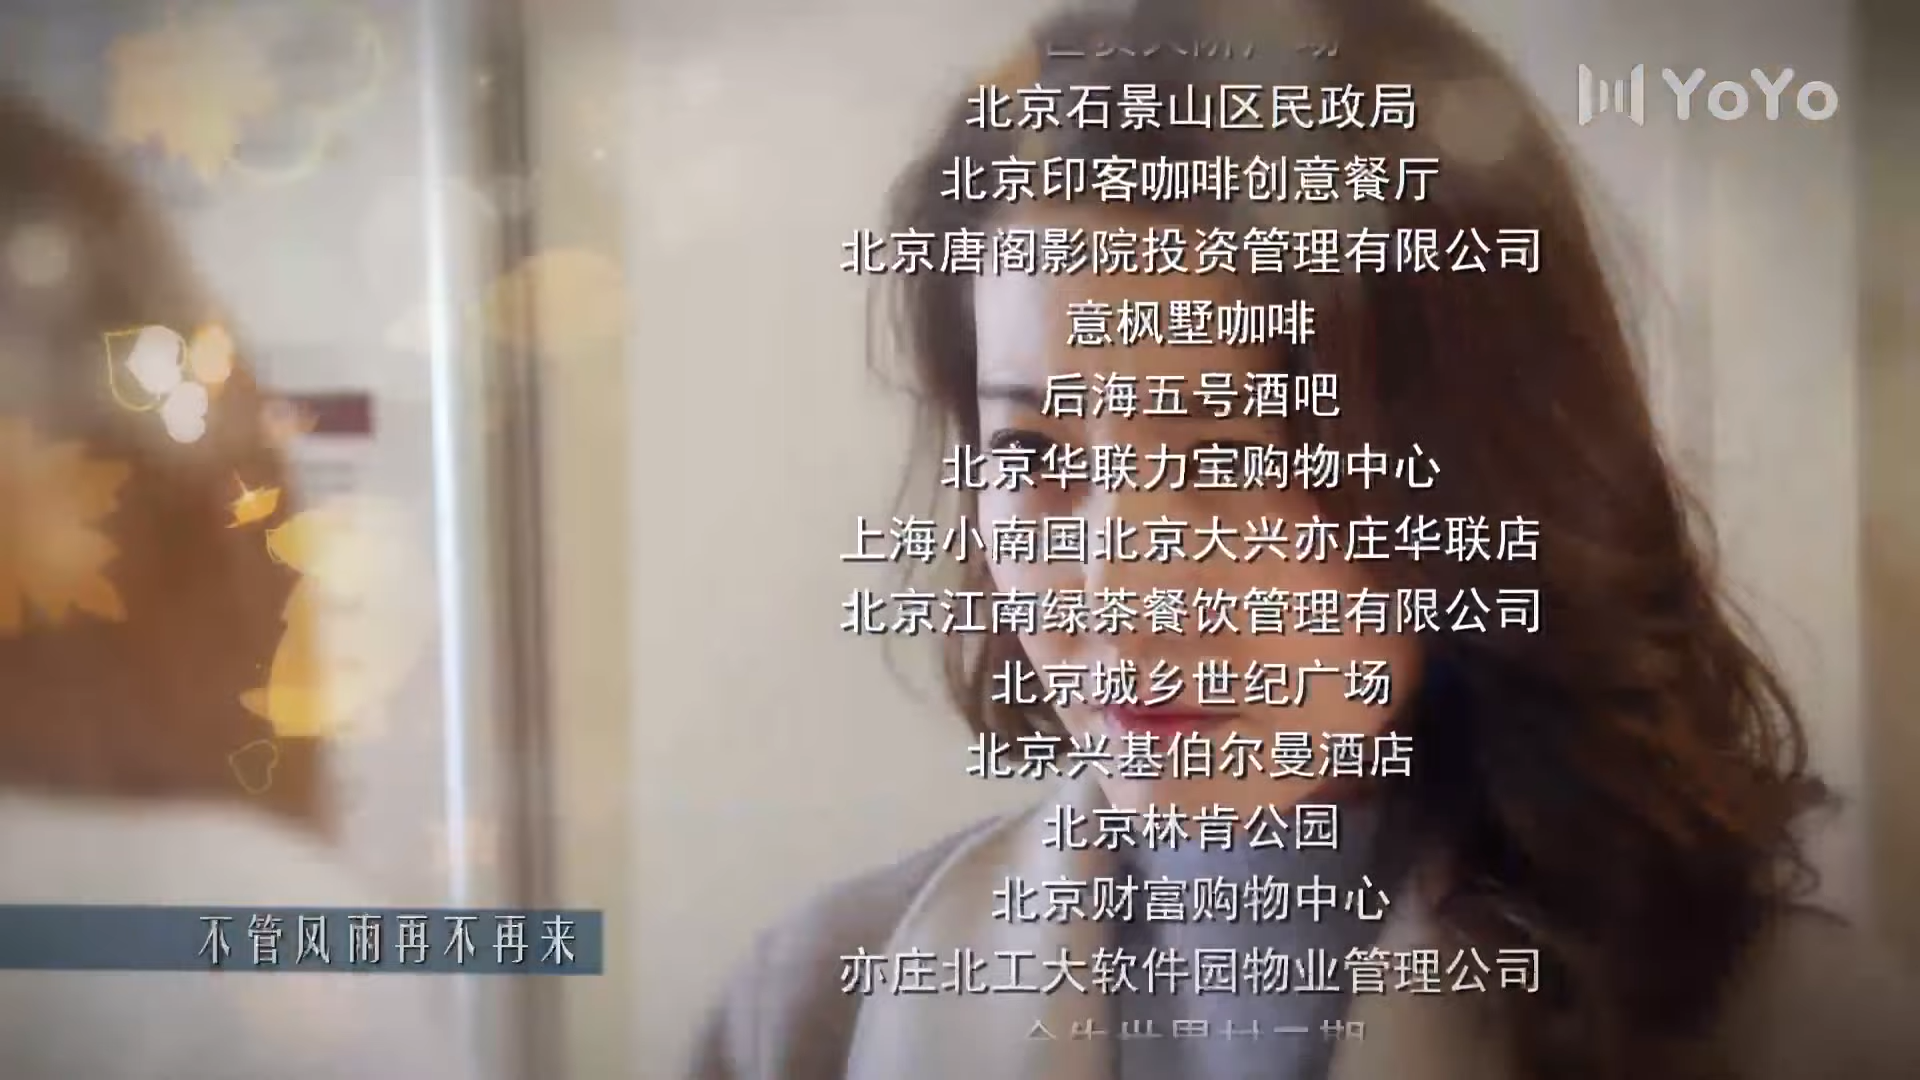 YoYo
北京石景山区民政局
北京印客咖啡创意餐厅
北京唐阁影院投资管理有限公司
意枫墅咖啡
后海五号酒吧
北京华联力宝购物中心
上海小南国北京大兴亦庄华联店
北京江南绿茶餐饮管理有限公司
北京城乡世纪广场
北京兴基伯尔曼酒店
北京林肯公园
北京财富购物中心
亦庄北工大软件园物业管理公司
不管风雨再不再来